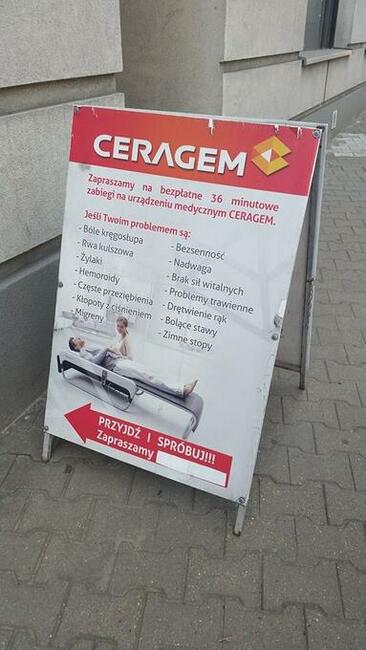 CERAGEM
Zapraszamy na bezpłatne 36 minutowe
zabiegi na urządzeniu medycznym CERAGEM.
Jeśli Twoim problemem są:
- Bóle kręgosłupa
- Rwa kulszowa
- Żylaki
- Hemoroidy
- Częste przeziębienia
- Kłopoty z ciśnieniem
- Migreny
- Bezsenność
- Nadwaga
- Brak sił witalnych
- Problemy trawienne
- Drętwienie rąk
- Bolące stawy
- Zimne stopy
PRZYJDŹ I SPRÓBUJ!!!
Zapraszamy